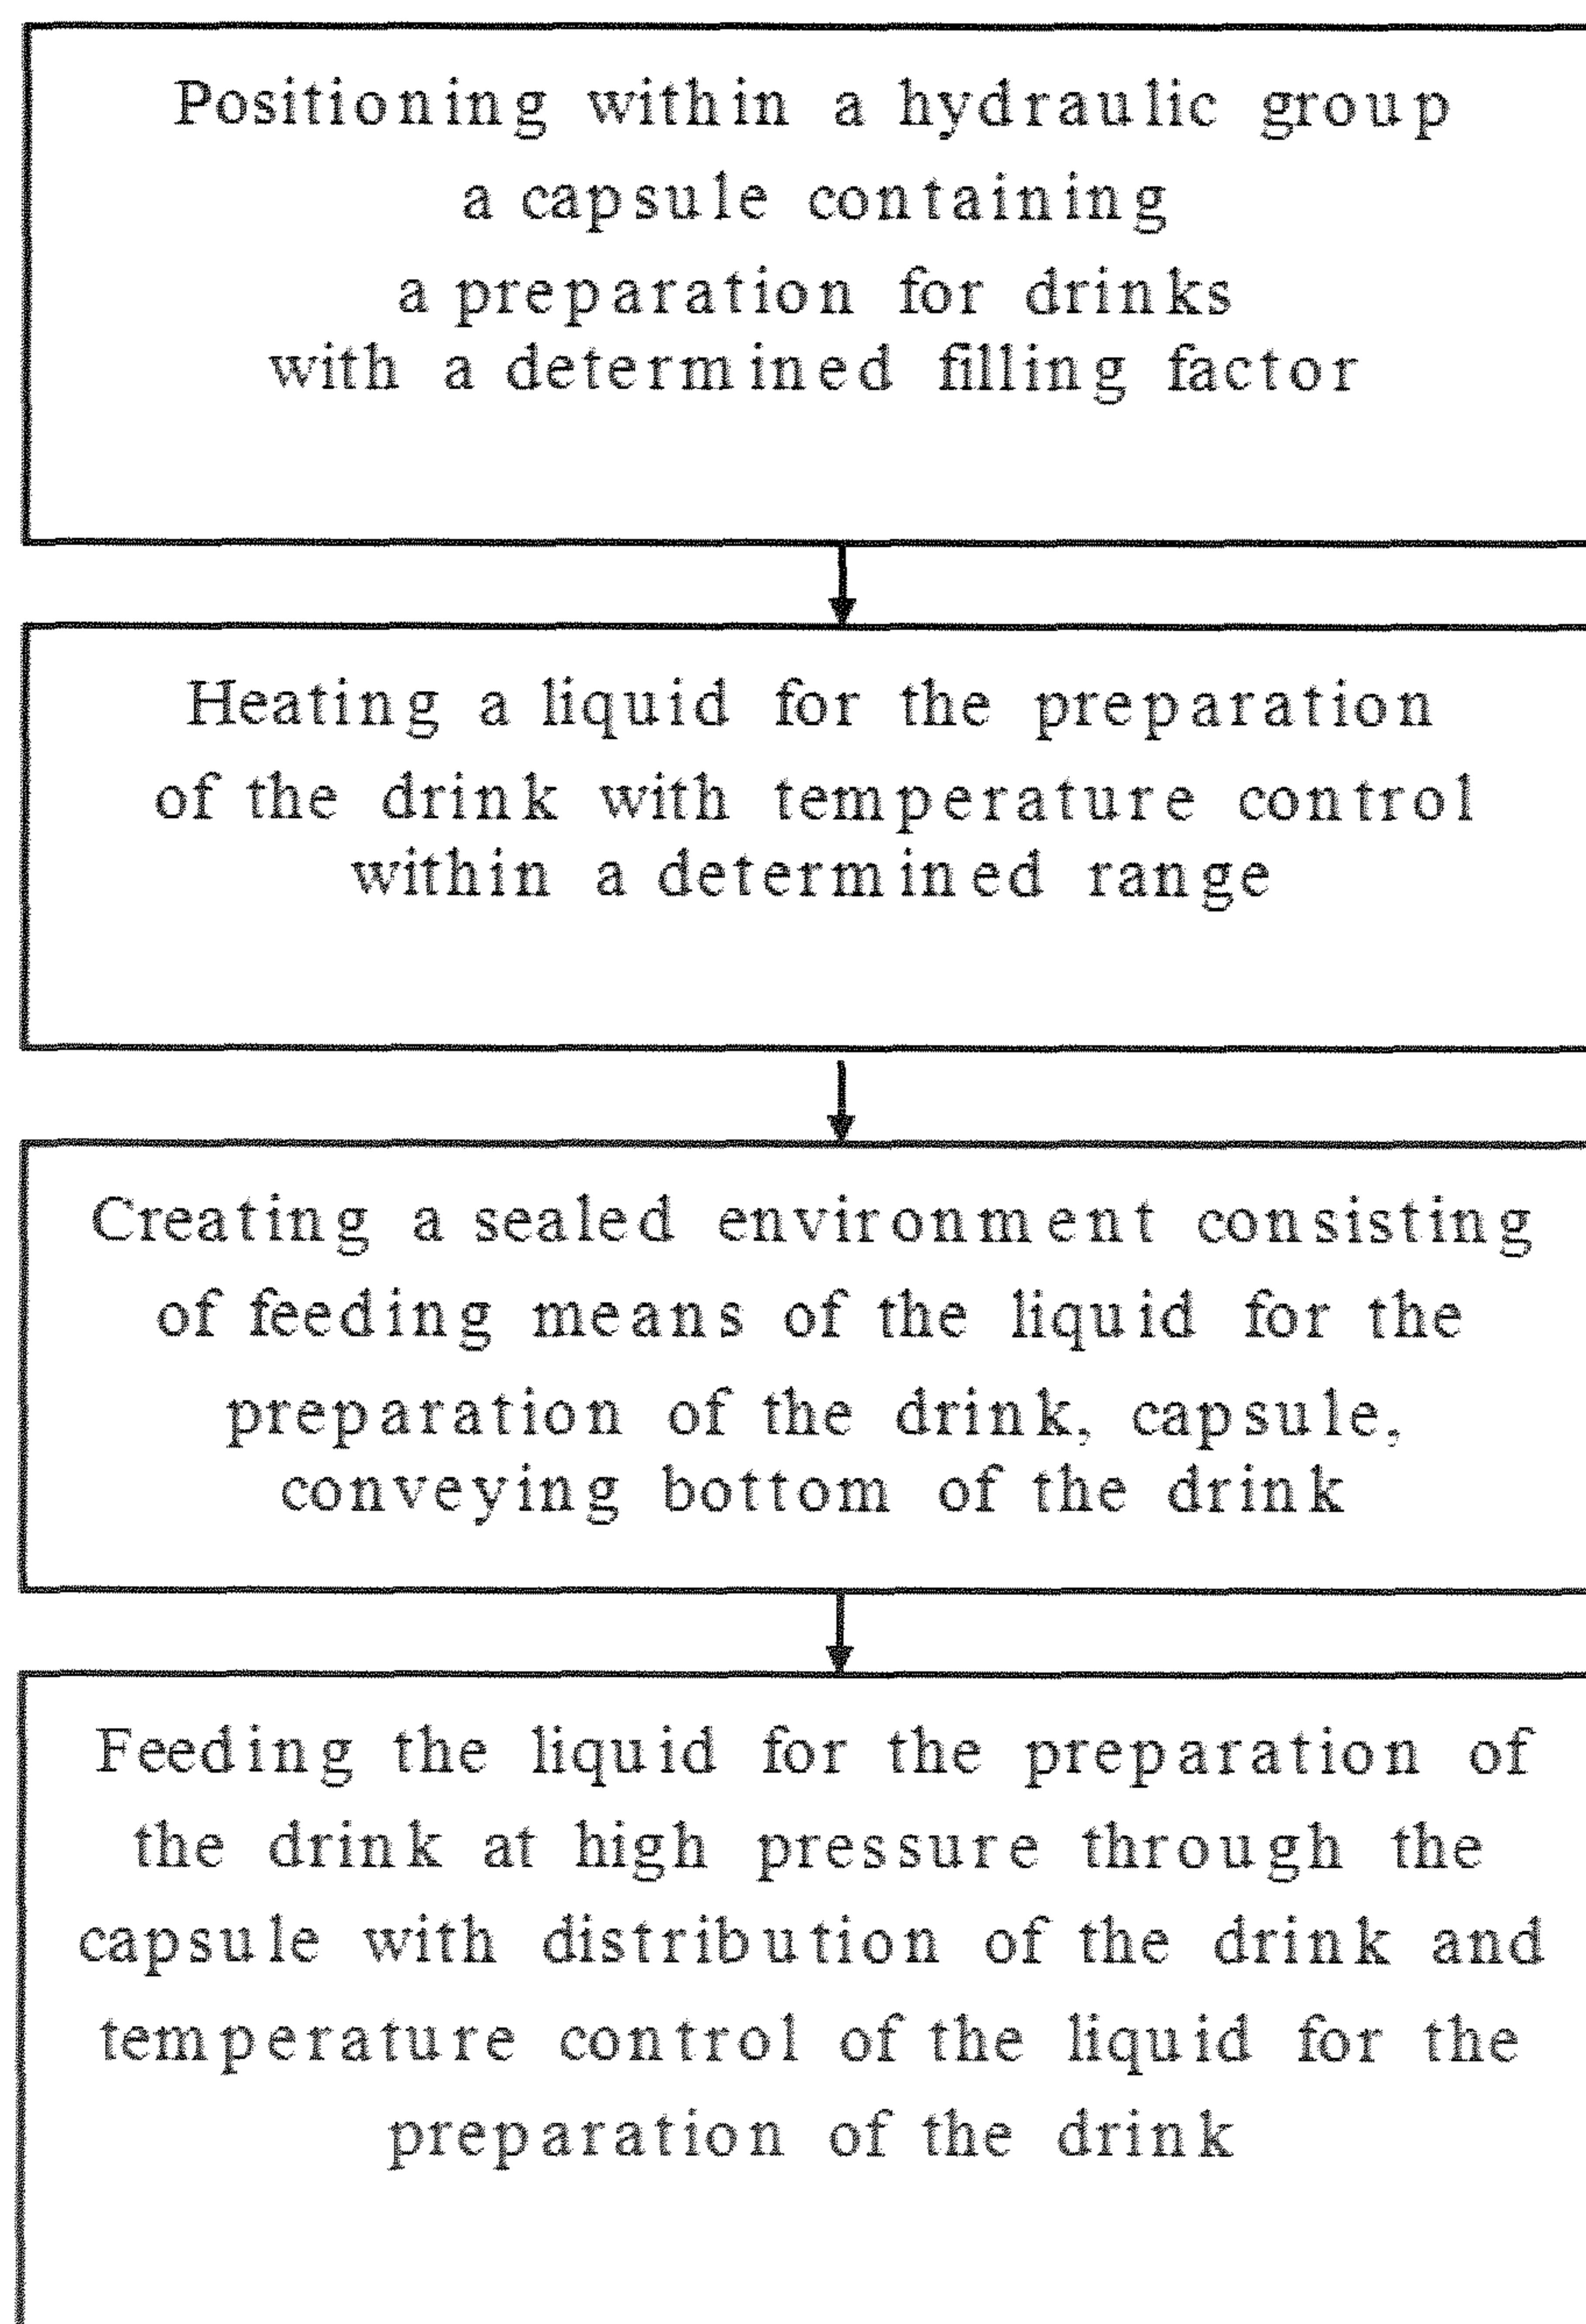 Positioning within a hydraulic group
a capsule containing
a preparation for drinks
with a determined filling factor
Heating a liquid for the preparation
of the drink with temperature control
within a determined range
Creating a sealed environment consisting
of feeding means of the liquid for the
preparation of the drink, capsule,
conveying bottom of the drink
Feeding the liquid for the preparation of
the drink at high pressure through the
capsule with distribution of the drink and
temperature control of the liquid for the
preparation of the drink